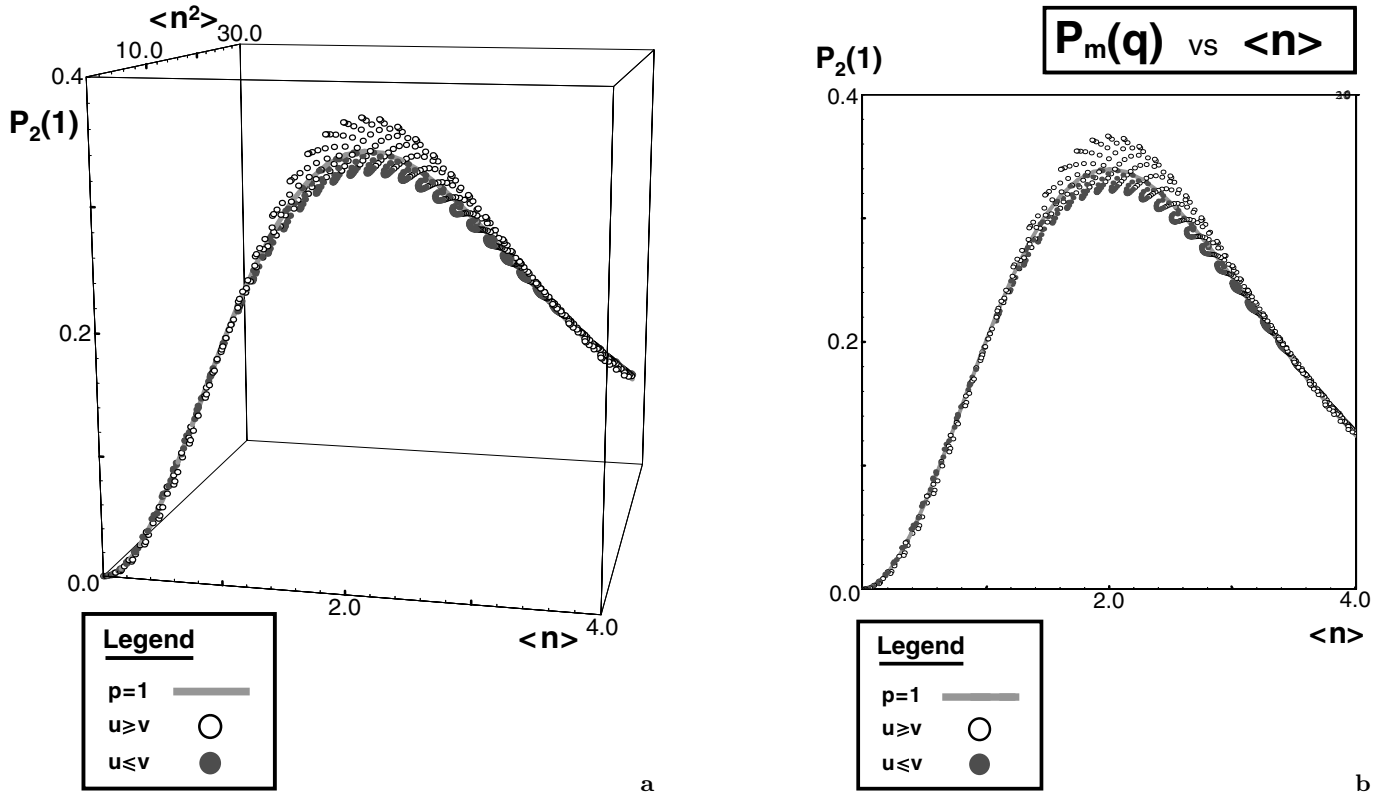 <n²>
10.0
30.0
0.4
P₂(1)
0.2
0.0
2.0
4.0
<n>
Legend
p=1
u⩾v
u⩽v
a
Pₘ(q) vs <n>
P₂(1)
0.4
0.2
0.0
2.0
4.0
<n>
Legend
p=1
u⩾v
u⩽v
b